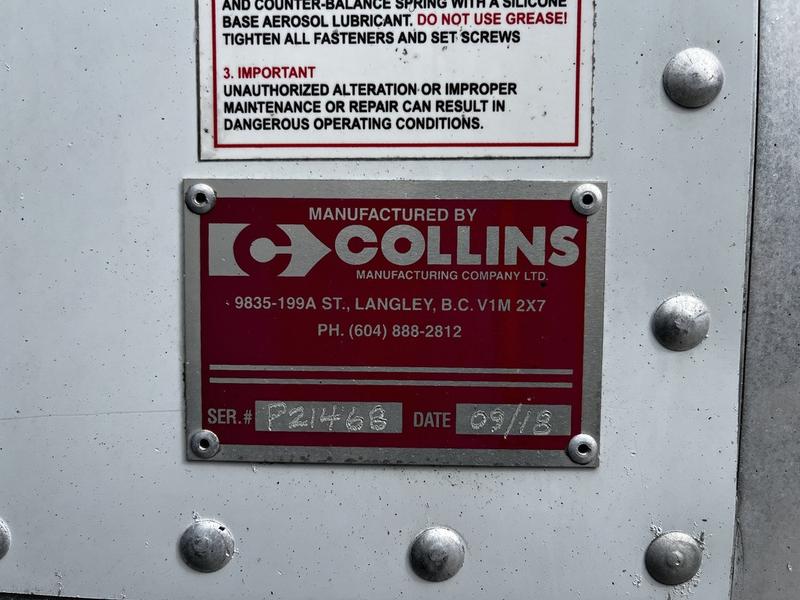 AND COUNTER-BALANCE SPRING WITH A SILICONE
BASE AEROSOL LUBRICANT. DO NOT USE GREASE!
TIGHTEN ALL FASTENERS AND SET SCREWS
3. IMPORTANT
UNAUTHORIZED ALTERATION OR IMPROPER
MAINTENANCE OR REPAIR CAN RESULT IN
DANGEROUS OPERATING CONDITIONS.
MANUFACTURED BY
C COLLINS
MANUFACTURING COMPANY LTD.
9835-199A ST., LANGLEY, B.C. V1M 2X7
PH. (604) 888-2812
SER.# P21468 DATE 09/18